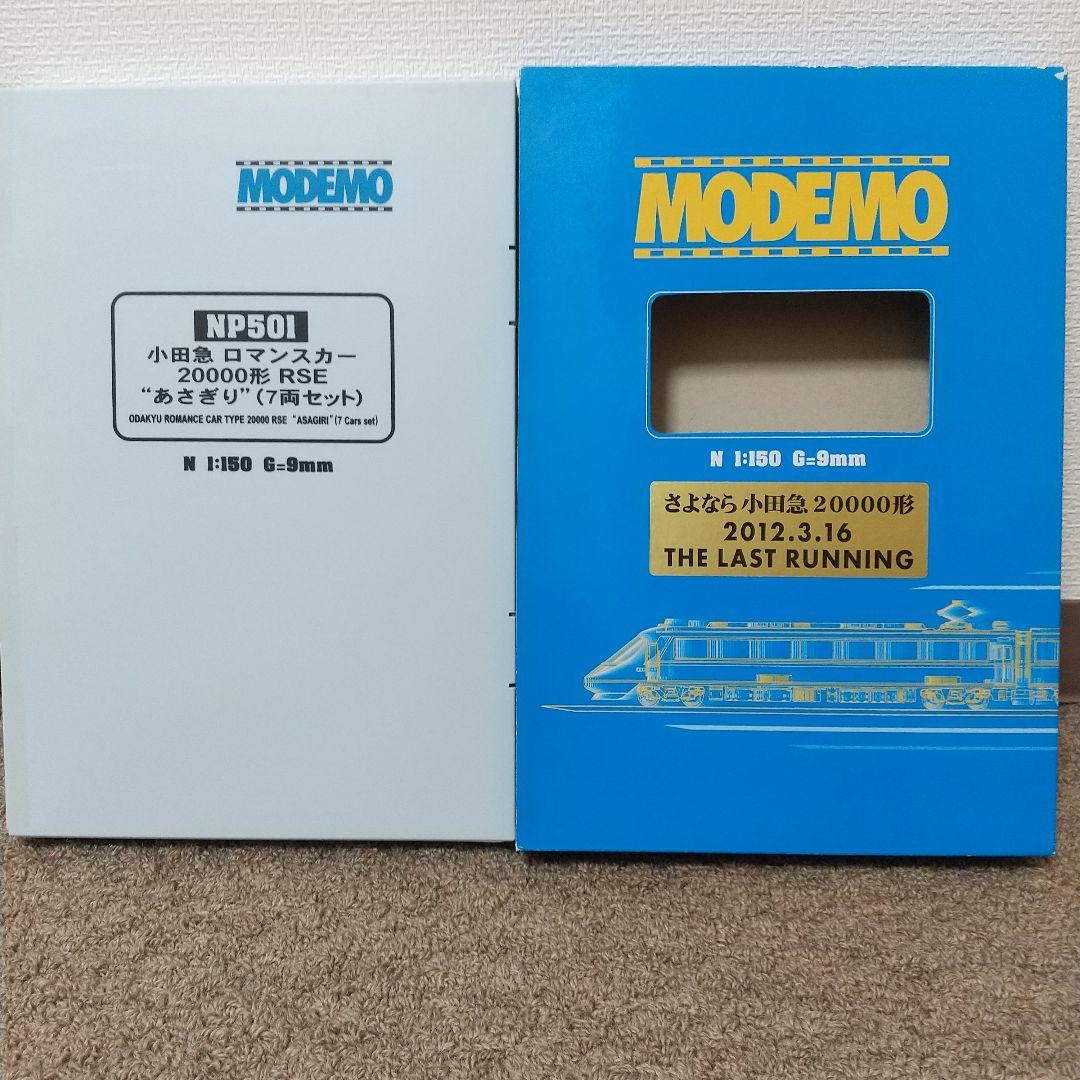 MODEMO
NP501
小田急 ロマンスカー
20000形 RSE
“あさぎり”(7両セット)
ODAKYU ROMANCE CAR TYPE 20000 RSE “ASAGIRI”(7 Cars set)
N 1:150 G=9mm
MODEMO
N 1:150 G=9mm
さよなら小田急20000形
2012.3.16
THE LAST RUNNING